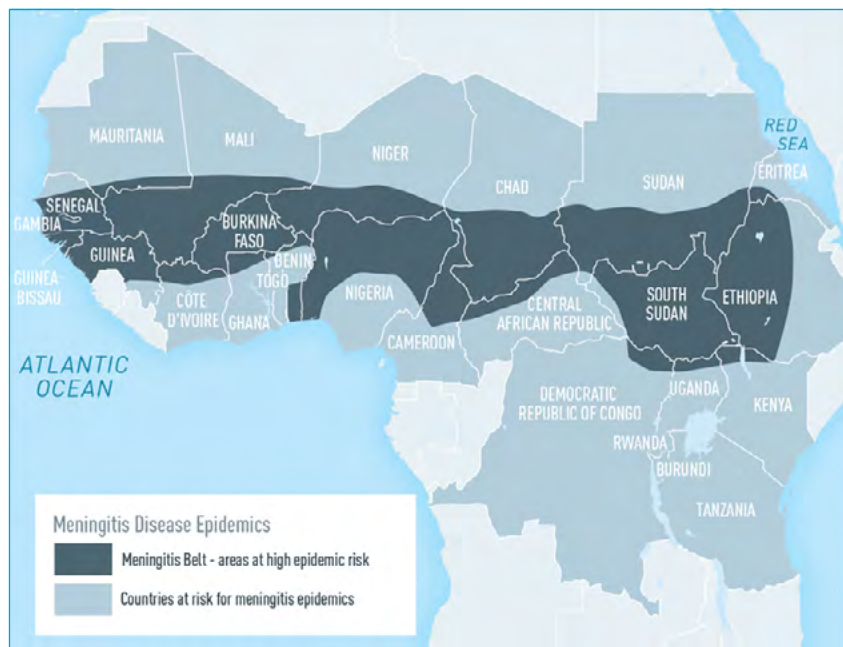 RED
SEA
MAURITANIA
MALI
NIGER
CHAD
SUDAN
ERITREA
SENEGAL
GAMBIA
BURKINA
FASO
GUINEA
BENIN
GUINEA-
BISSAU
TOGO
CÔTE
D'IVOIRE
GHANA
NIGERIA
CENTRAL
AFRICAN REPUBLIC
SOUTH
SUDAN
ETHIOPIA
CAMEROON
ATLANTIC
OCEAN
DEMOCRATIC
REPUBLIC OF CONGO
UGANDA
KENYA
RWANDA
BURUNDI
TANZANIA
Meningitis Disease Epidemics
Meningitis Belt - areas at high epidemic risk
Countries at risk for meningitis epidemics